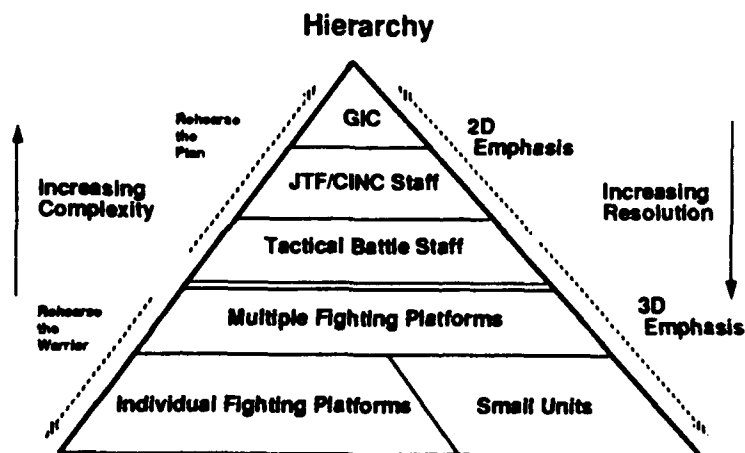 Hierarchy
GIC
Rehearse
the
Plan
2D
Emphasis
JTF/CINC Staff
Increasing
Complexity
Increasing
Resolution
Tactical Battle Staff
Multiple Fighting Platforms
Rehearse
the
Warrier
3D
Emphasis
Individual Fighting Platforms
Small Units